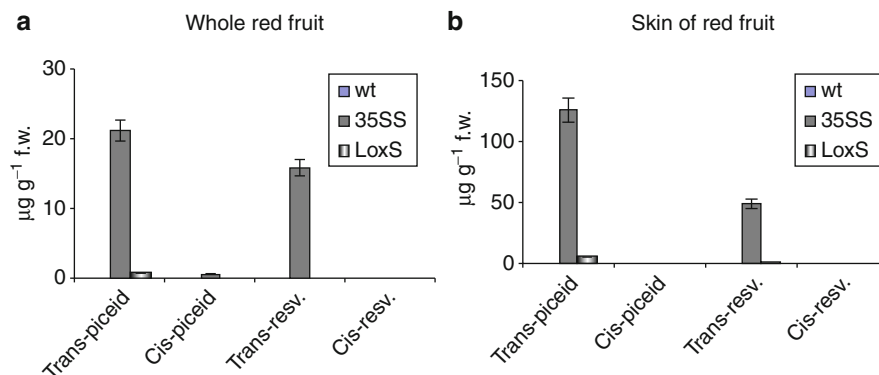 a
Whole red fruit
30
20
10
0
µg g⁻¹ f.w.
wt
35SS
LoxS
Trans-piceid
Cis-piceid
Trans-resv.
Cis-resv.
b
Skin of red fruit
150
100
50
0
µg g⁻¹ f.w.
wt
35SS
LoxS
Trans-piceid
Cis-piceid
Trans-resv.
Cis-resv.